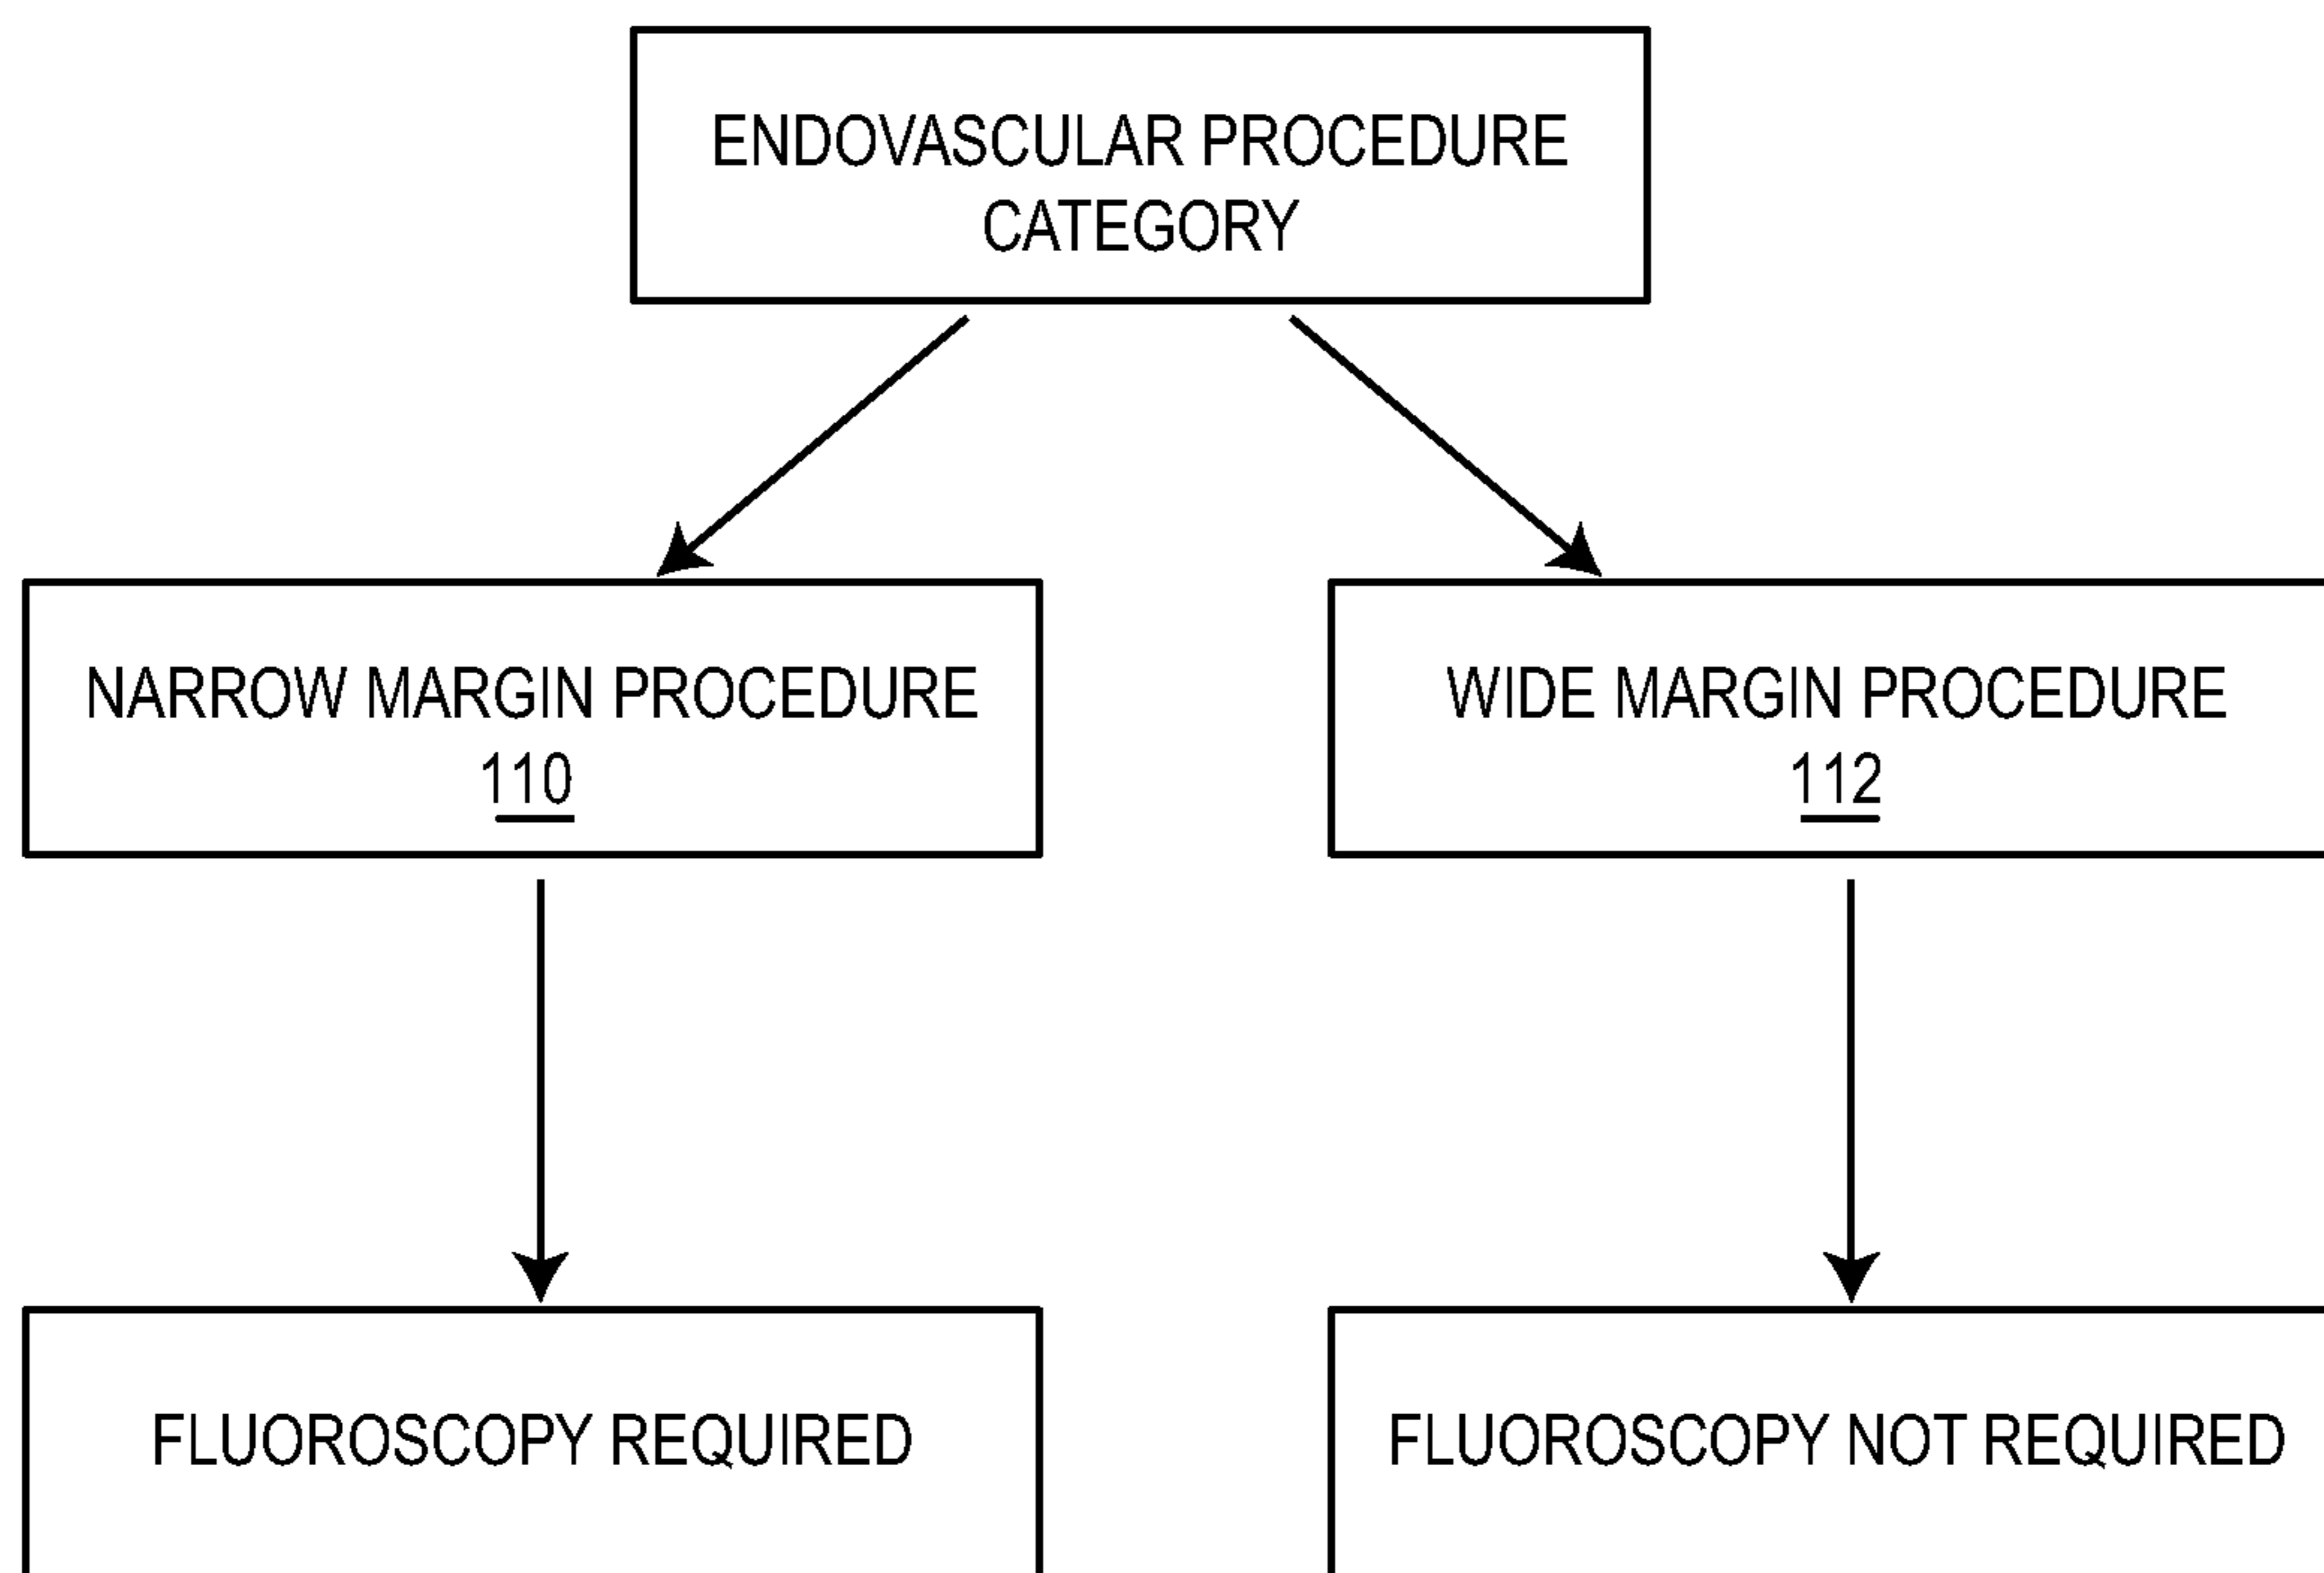 ENDOVASCULAR PROCEDURE
CATEGORY
NARROW MARGIN PROCEDURE
110
WIDE MARGIN PROCEDURE
112
FLUOROSCOPY REQUIRED
FLUOROSCOPY NOT REQUIRED